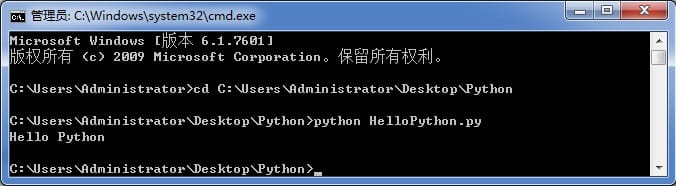 管理员: C:\Windows\system32\cmd.exe
Microsoft Windows [版本 6.1.7601]
版权所有 (c) 2009 Microsoft Corporation。保留所有权利。
C:\Users\Administrator>cd C:\Users\Administrator\Desktop\Python
C:\Users\Administrator\Desktop\Python>python HelloPython.py
Hello Python
C:\Users\Administrator\Desktop\Python>_